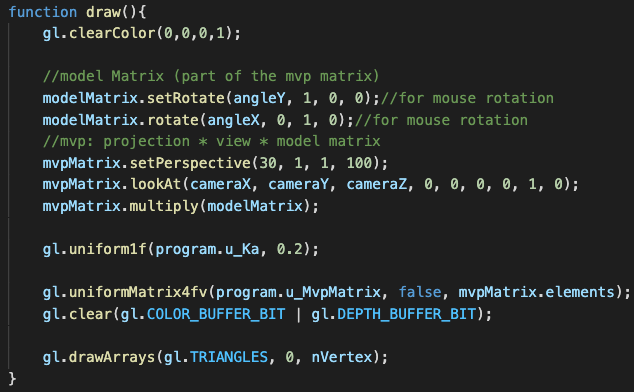 function draw(){
    gl.clearColor(0,0,0,1);

    //model Matrix (part of the mvp matrix)
    modelMatrix.setRotate(angleY, 1, 0, 0);//for mouse rotation
    modelMatrix.rotate(angleX, 0, 1, 0);//for mouse rotation
    //mvp: projection * view * model matrix
    mvpMatrix.setPerspective(30, 1, 1, 100);
    mvpMatrix.lookAt(cameraX, cameraY, cameraZ, 0, 0, 0, 0, 1, 0);
    mvpMatrix.multiply(modelMatrix);

    gl.uniform1f(program.u_Ka, 0.2);

    gl.uniformMatrix4fv(program.u_MvpMatrix, false, mvpMatrix.elements);
    gl.clear(gl.COLOR_BUFFER_BIT | gl.DEPTH_BUFFER_BIT);

    gl.drawArrays(gl.TRIANGLES, 0, nVertex);
}